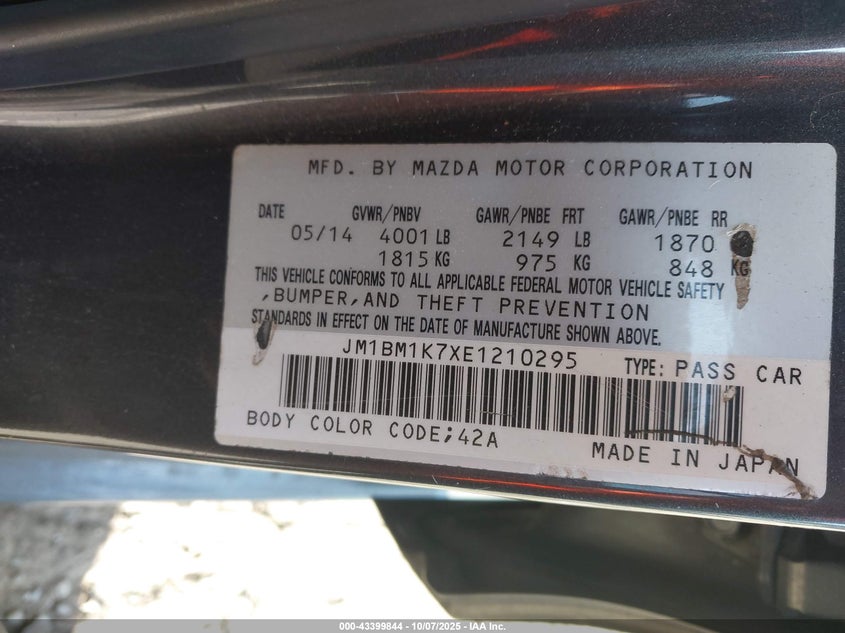 MFD. BY MAZDA MOTOR CORPORATION
DATE GVWR/PNBV GAWR/PNBE FRT GAWR/PNBE RR
05/14 4001 LB 2149 LB 1870
1815 KG 975 KG 848 KG
THIS VEHICLE CONFORMS TO ALL APPLICABLE FEDERAL MOTOR VEHICLE SAFETY
,BUMPER,AND THEFT PREVENTION
STANDARDS IN EFFECT ON THE DATE OF MANUFACTURE SHOWN ABOVE.
JM1BM1K7XE1210295 TYPE: PASS CAR
BODY COLOR CODE;42A
MADE IN JAPAN
000-43399844 - 10/07/2025 - IAA Inc.